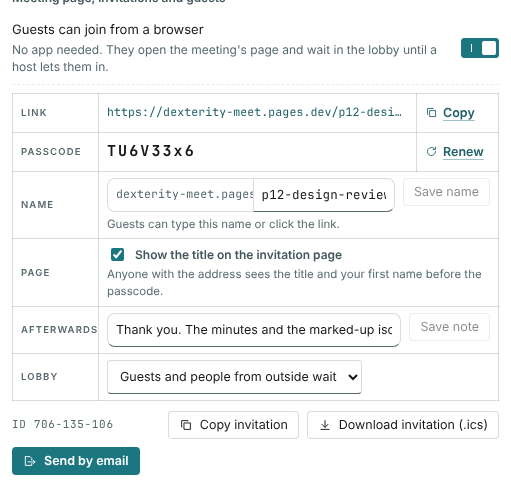 Meeting page, invitations and guests
Guests can join from a browser
No app needed. They open the meeting's page and wait in the lobby until a
host lets them in.
LINK https://dexterity-meet.pages.dev/p12-desi… Copy
PASSCODE TU6V33x6 Renew
NAME dexterity-meet.pages p12-design-review Save name
Guests can type this name or click the link.
PAGE Show the title on the invitation page
Anyone with the address sees the title and your first name before the
passcode.
AFTERWARDS Thank you. The minutes and the marked-up Save note
LOBBY Guests and people from outside wait
ID 706-135-106 Copy invitation Download invitation (.ics)
Send by email